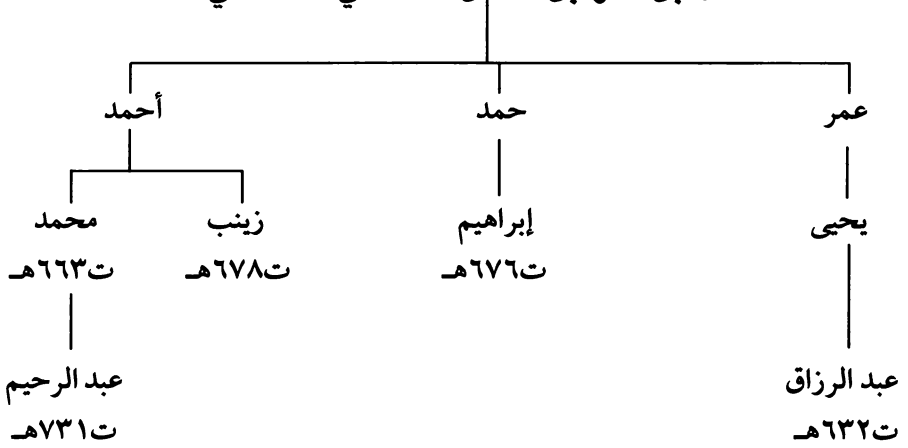 عمر حمد أحمد
يحيى إبراهيم زينب محمد
ت٦٧٦هـ ت٦٧٨هـ ت٦٦٣هـ
عبد الرزاق عبد الرحيم
ت٦٣٢هـ ت٧٣١هـ